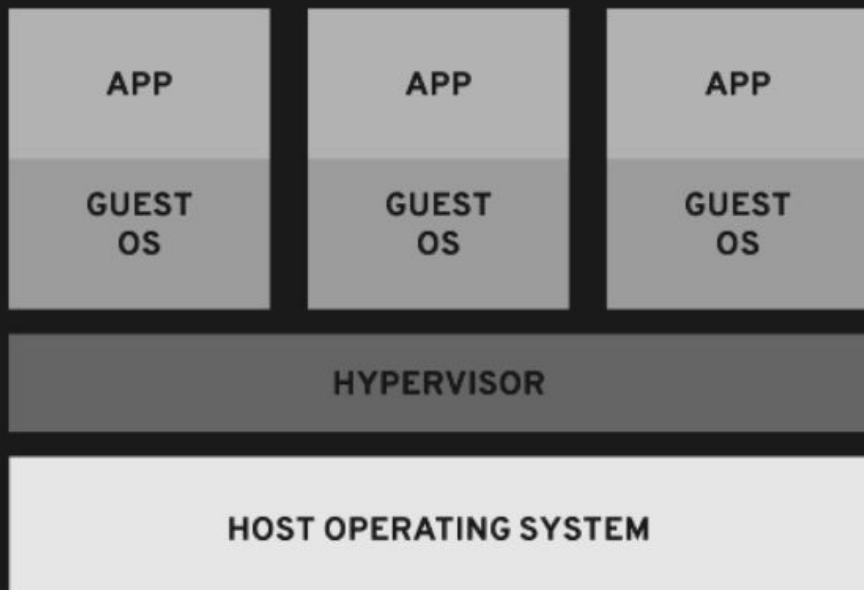 APP APP APP
GUEST GUEST GUEST
OS OS OS
HYPERVISOR
HOST OPERATING SYSTEM